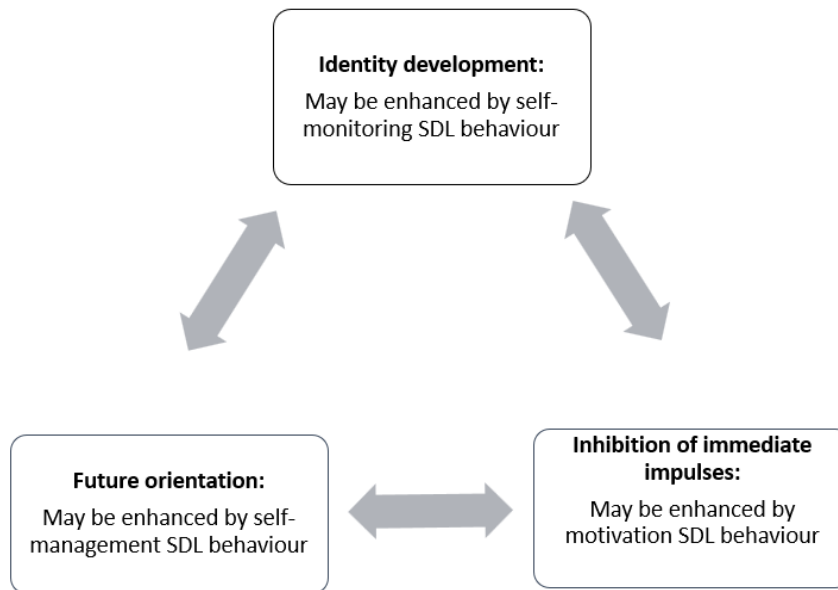 Identity development:
May be enhanced by self-
monitoring SDL behaviour
Future orientation:
May be enhanced by self-
management SDL behaviour
Inhibition of immediate
impulses:
May be enhanced by
motivation SDL behaviour